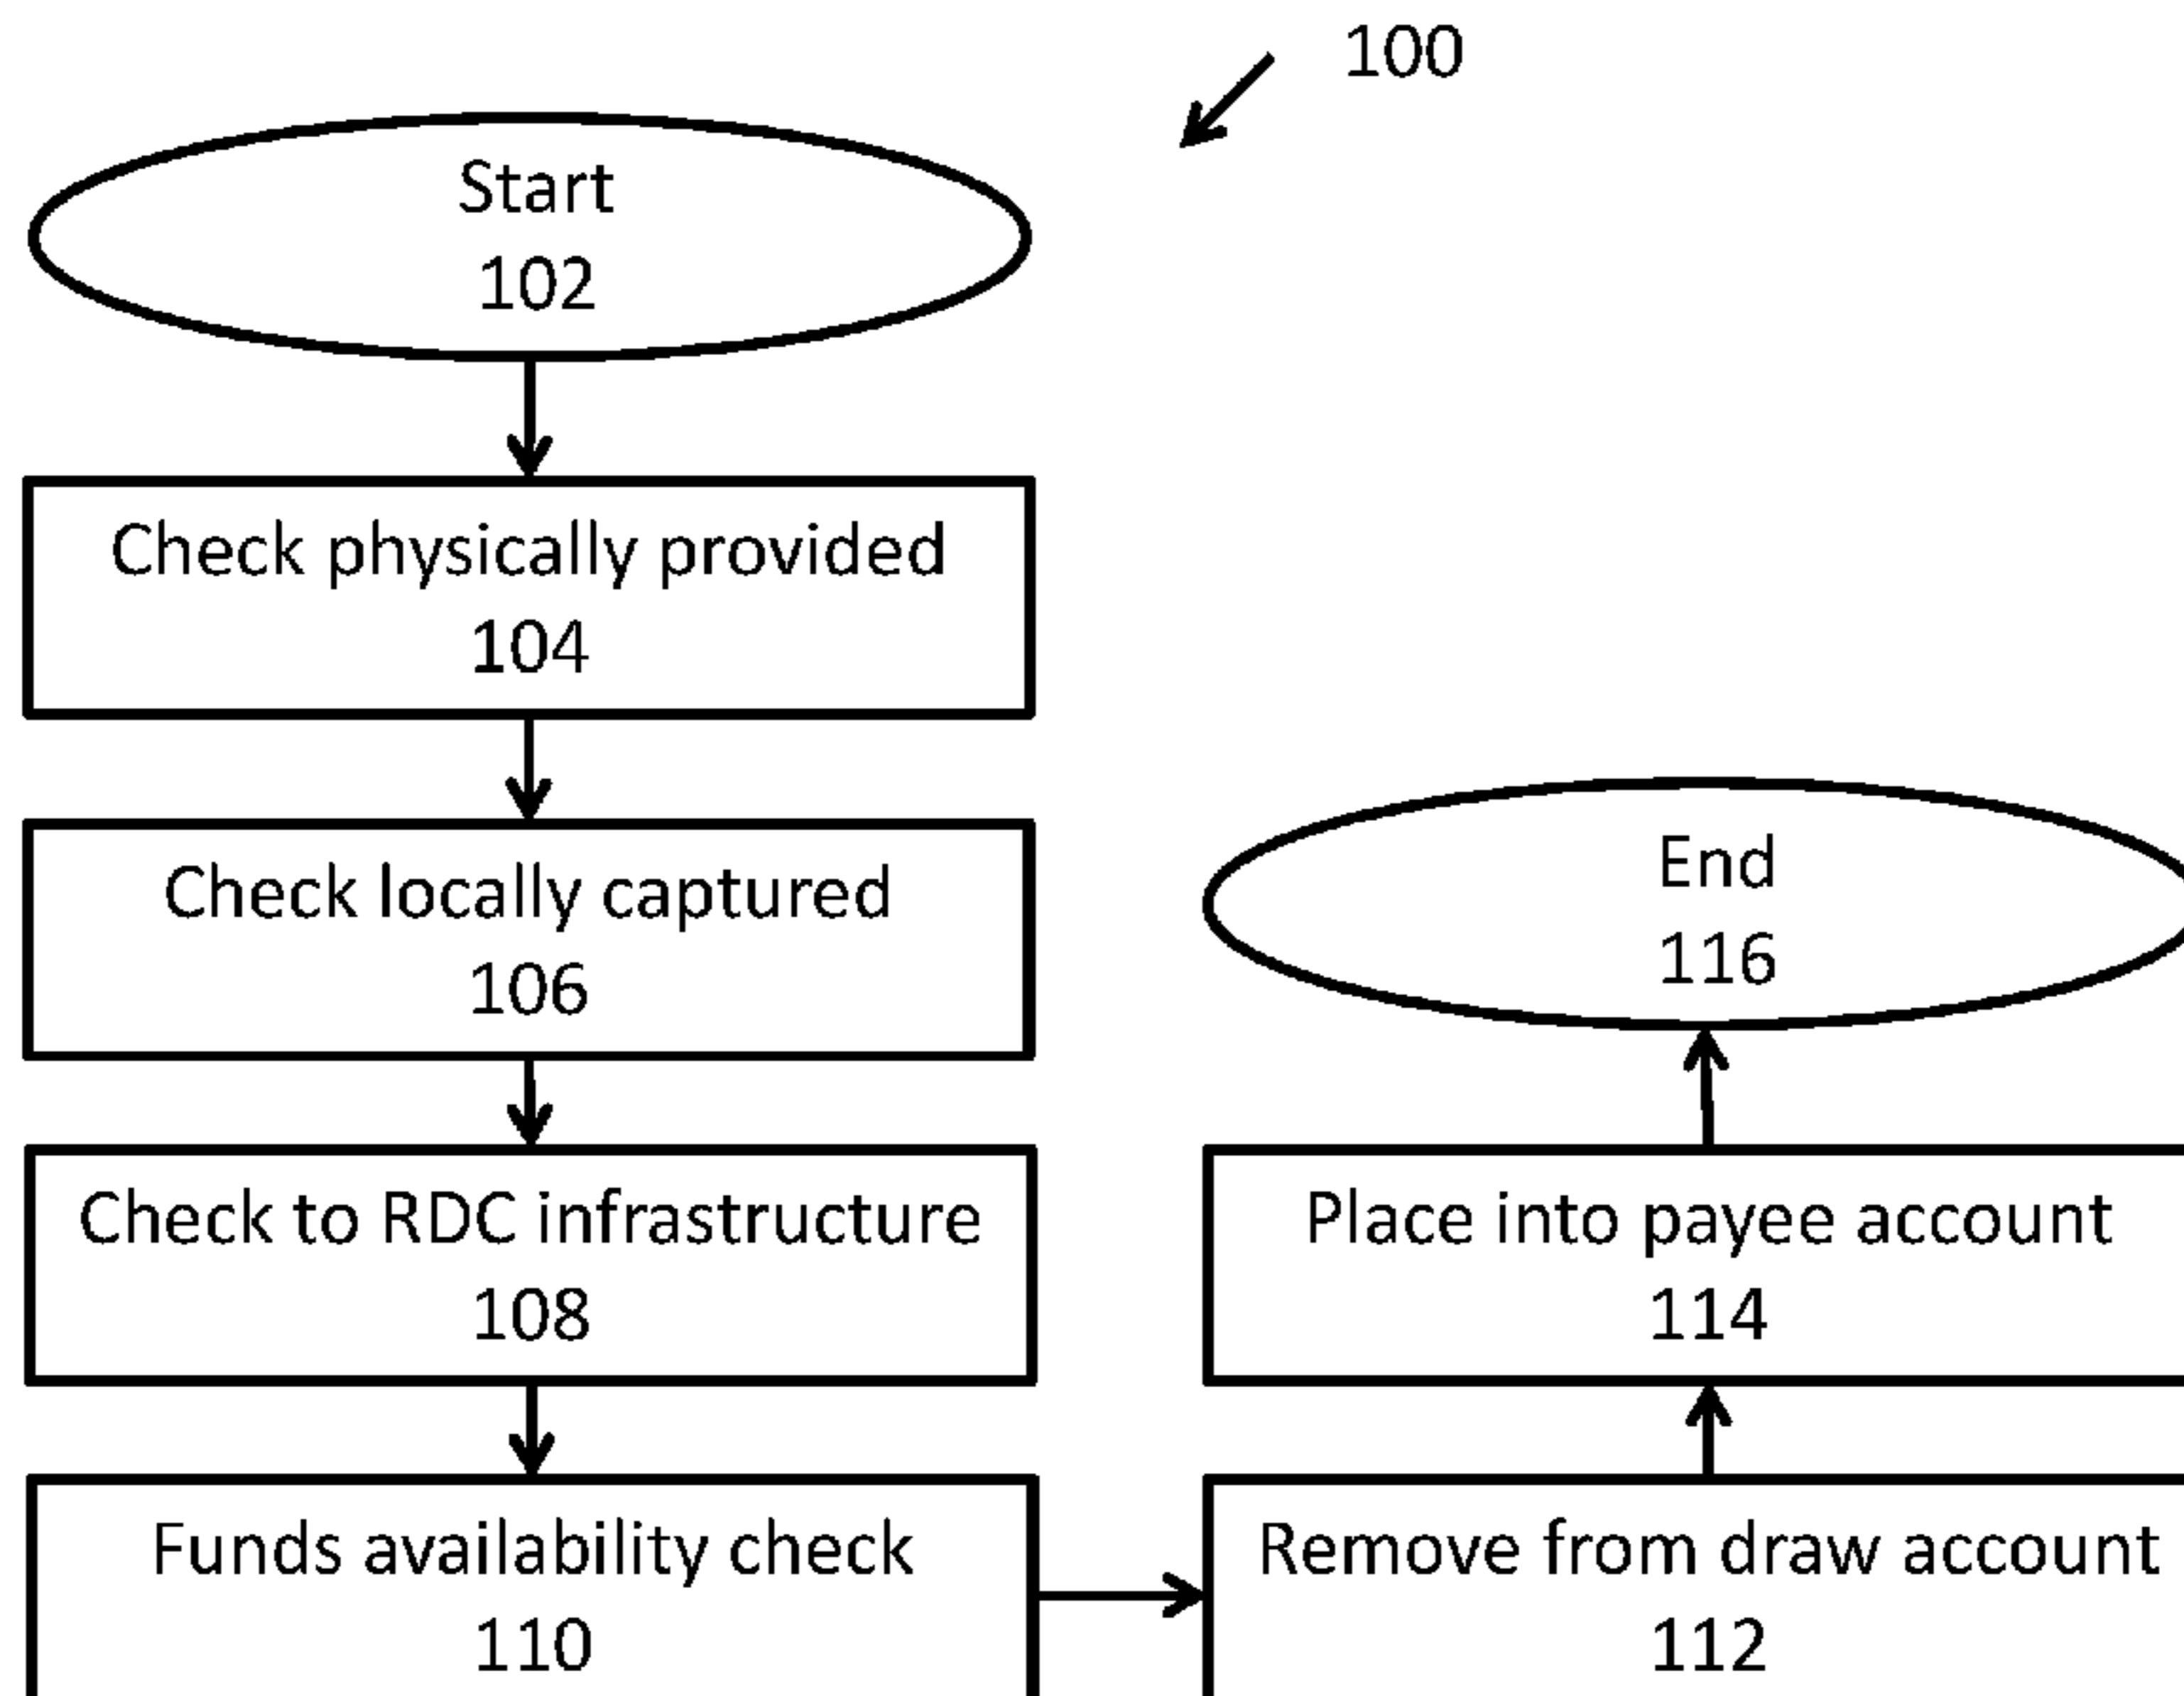 100
Start
102
Check physically provided
104
Check locally captured
106
Check to RDC infrastructure
108
Funds availability check
110
Remove from draw account
112
Place into payee account
114
End
116